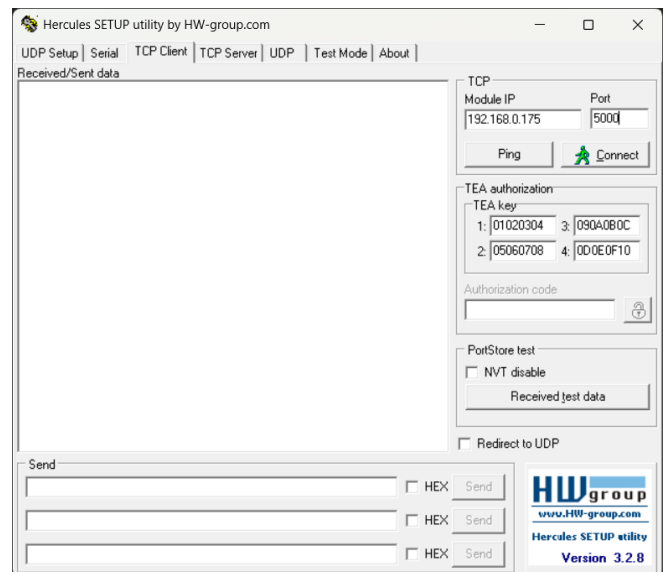 Hercules SETUP utility by HW-group.com
UDP Setup Serial TCP Client TCP Server UDP Test Mode About
Received/Sent data
TCP
Module IP Port
192.168.0.175 5000
Ping Connect
TEA authorization
TEA key
1: 01020304 3: 090A0B0C
2: 05060708 4: 0D0E0F10
Authorization code
PortStore test
NVT disable
Received test data
Redirect to UDP
Send
HEX Send
HEX Send
HEX Send
HW group
www.HW-group.com
Hercules SETUP utility
Version 3.2.8